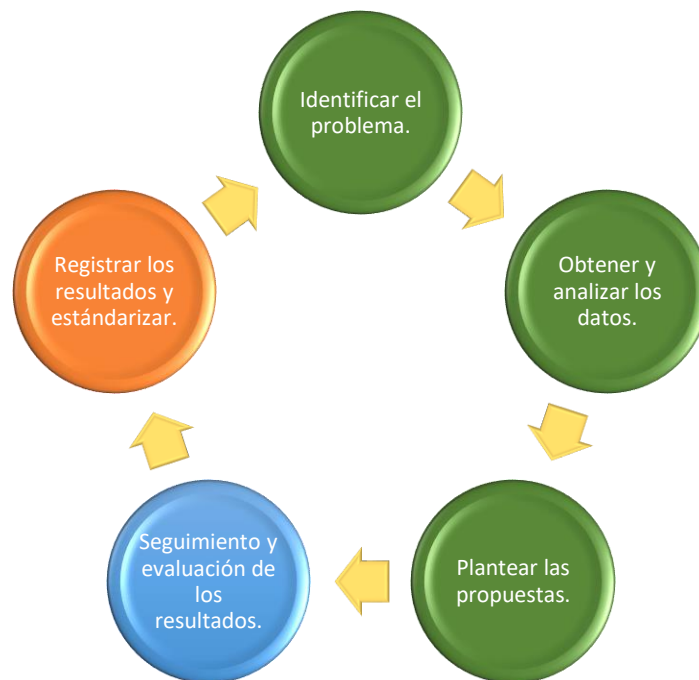 Identificar el
problema.
Obtener y
analizar los
datos.
Plantear las
propuestas.
Seguimiento y
evaluación de
los
resultados.
Registrar los
resultados y
estándarizar.